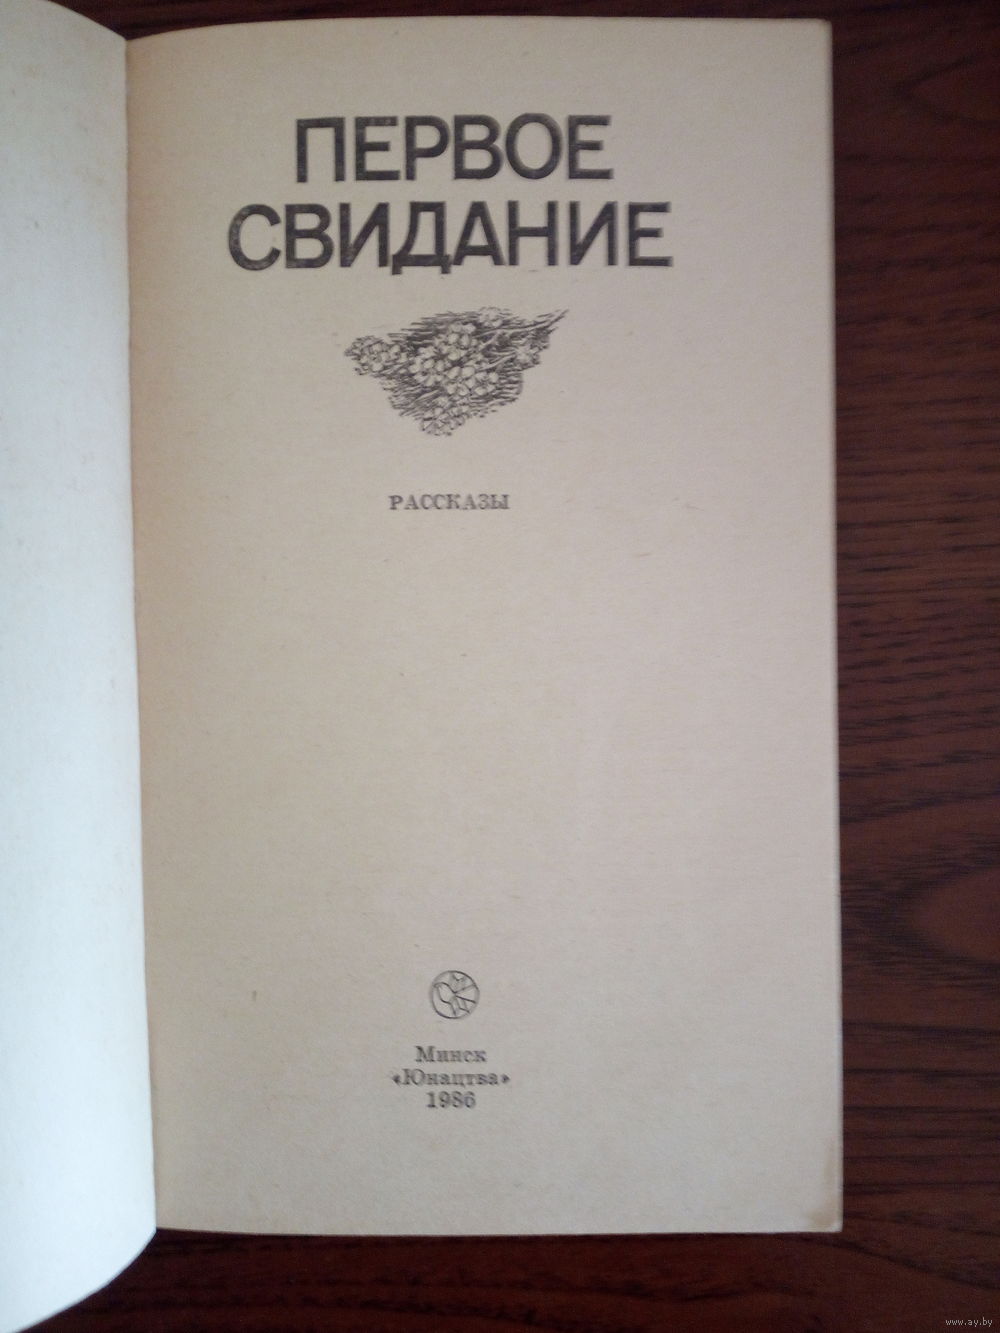 ПЕРВОЕ
СВИДАНИЕ
РАССКАЗЫ
Минск
«Юнацтва»
1986
www.ay.by